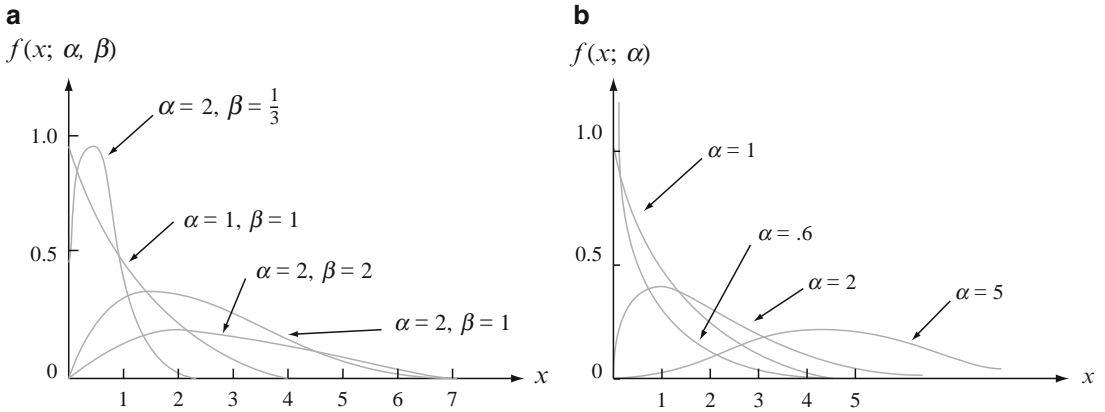 a
f(x; α, β)
α = 2, β = 1/3
1.0
α = 1, β = 1
0.5
α = 2, β = 2
α = 2, β = 1
0
x
1 2 3 4 5 6 7
b
f(x; α)
1.0
α = 1
α = .6
0.5
α = 2
α = 5
0
x
1 2 3 4 5